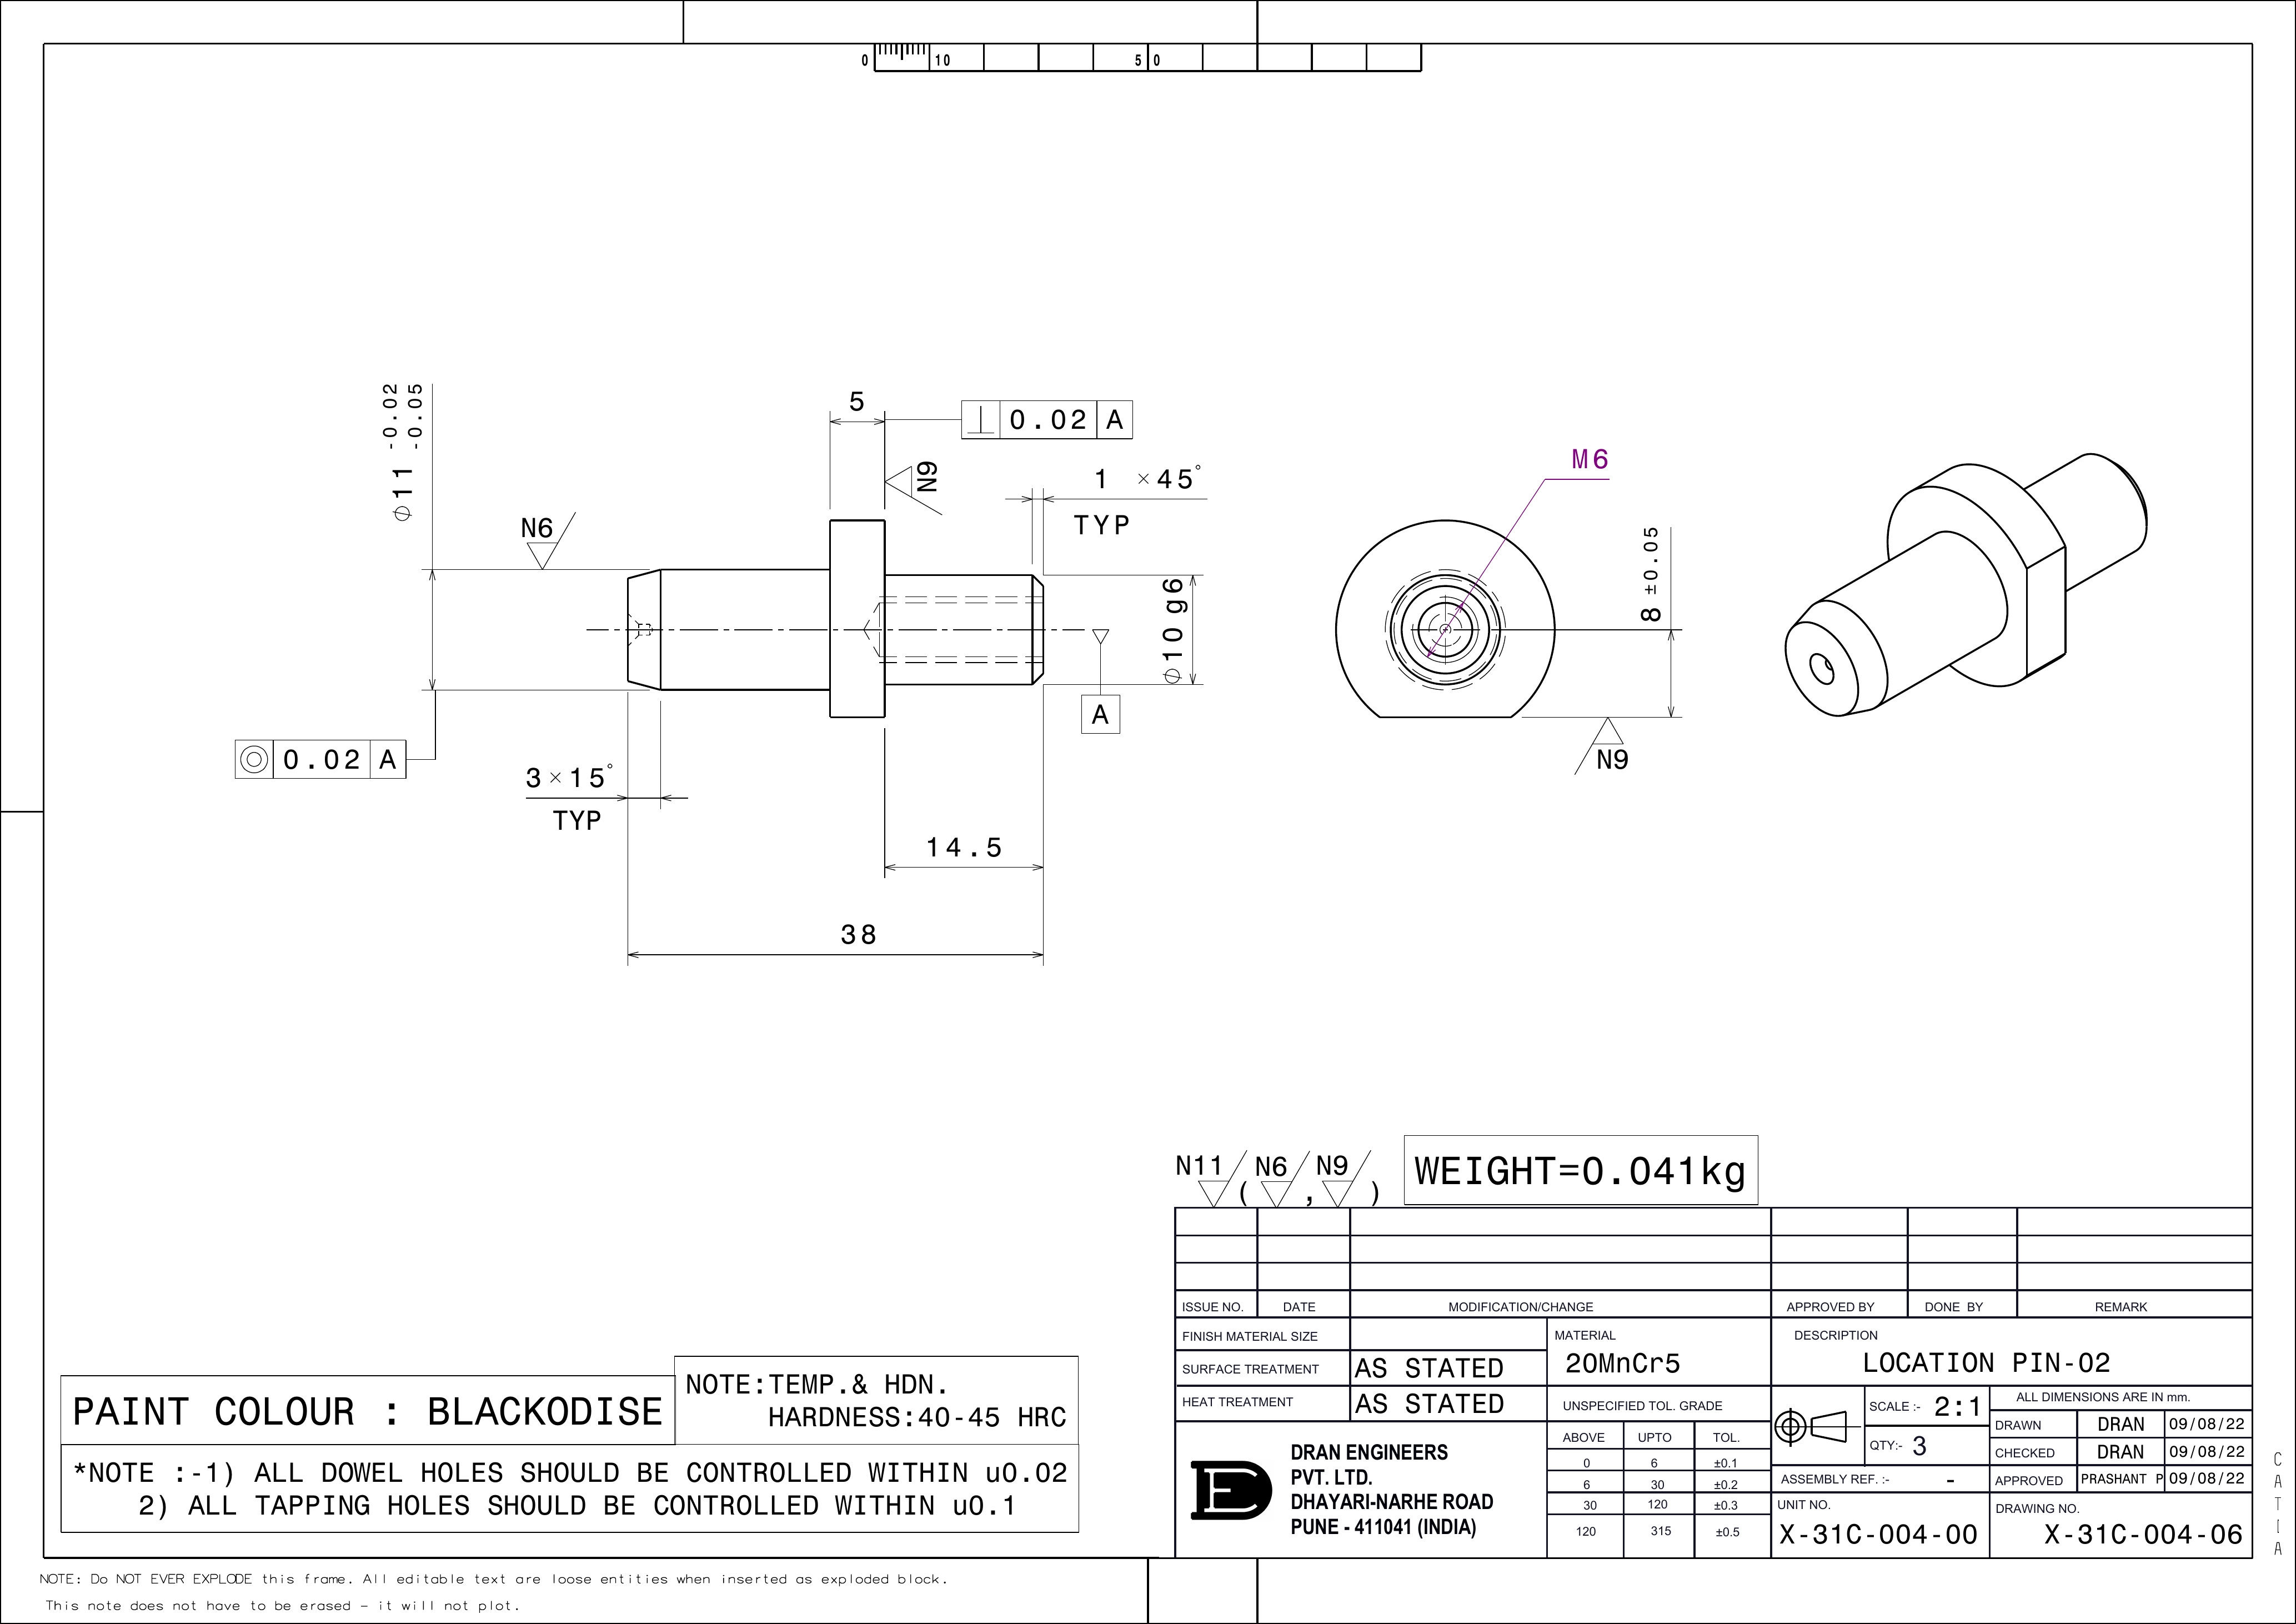 0 10 50
⌀11 -0.02 -0.05
N6
5
⊥ 0.02 A
N9
1 ×45°
TYP
⌀10 g6
A
◎ 0.02 A
3×15°
TYP
14.5
38
M6
8 ±0.05
N9
N11 ( N6 , N9 )
WEIGHT=0.041kg
ISSUE NO. DATE MODIFICATION/CHANGE APPROVED BY DONE BY REMARK
FINISH MATERIAL SIZE
SURFACE TREATMENT AS STATED
HEAT TREATMENT AS STATED
MATERIAL
20MnCr5
UNSPECIFIED TOL. GRADE
ABOVE UPTO TOL.
0 6 ±0.1
6 30 ±0.2
30 120 ±0.3
120 315 ±0.5
DESCRIPTION
LOCATION PIN-02
SCALE :- 2:1
QTY:- 3
ALL DIMENSIONS ARE IN mm.
DRAWN DRAN 09/08/22
CHECKED DRAN 09/08/22
APPROVED PRASHANT P 09/08/22
ASSEMBLY REF. :- -
UNIT NO.
X-31C-004-00
DRAWING NO.
X-31C-004-06
DRAN ENGINEERS
PVT. LTD.
DHAYARI-NARHE ROAD
PUNE - 411041 (INDIA)
PAINT COLOUR : BLACKODISE
NOTE:TEMP.& HDN.
HARDNESS:40-45 HRC
*NOTE :-1) ALL DOWEL HOLES SHOULD BE CONTROLLED WITHIN u0.02
2) ALL TAPPING HOLES SHOULD BE CONTROLLED WITHIN u0.1
NOTE: Do NOT EVER EXPLODE this frame. All editable text are loose entities when inserted as exploded block.
This note does not have to be erased - it will not plot.
CATIA